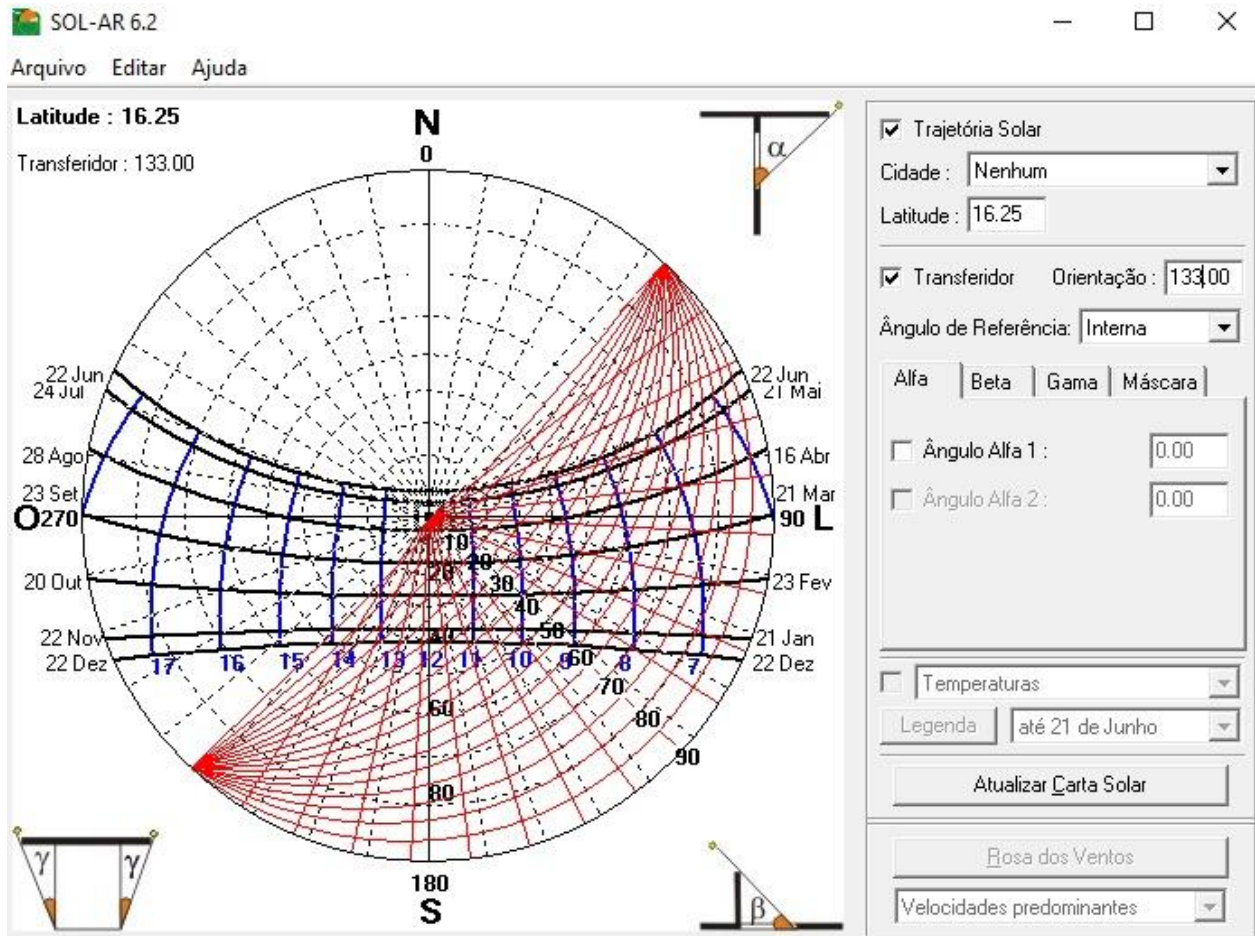 SOL-AR 6.2
Arquivo Editar Ajuda
Latitude : 16.25
Transferidor : 133.00
N
0
α
22 Jun
24 Jul
28 Ago
23 Set
O 270
20 Out
22 Nov
22 Dez
22 Jun
21 Mai
16 Abr
21 Mar
90 L
23 Fev
21 Jan
22 Dez
10
20
20
30
40
40
50
60
60
70
80
80
90
17 16 15 14 13 12 11 10 9 8 7
180
S
γ γ
β
Trajetória Solar
Cidade : Nenhum
Latitude : 16.25
Transferidor Orientação : 133.00
Ângulo de Referência: Interna
Alfa Beta Gama Máscara
Ângulo Alfa 1 : 0.00
Ângulo Alfa 2 : 0.00
Temperaturas
Legenda até 21 de Junho
Atualizar Carta Solar
Rosa dos Ventos
Velocidades predominantes